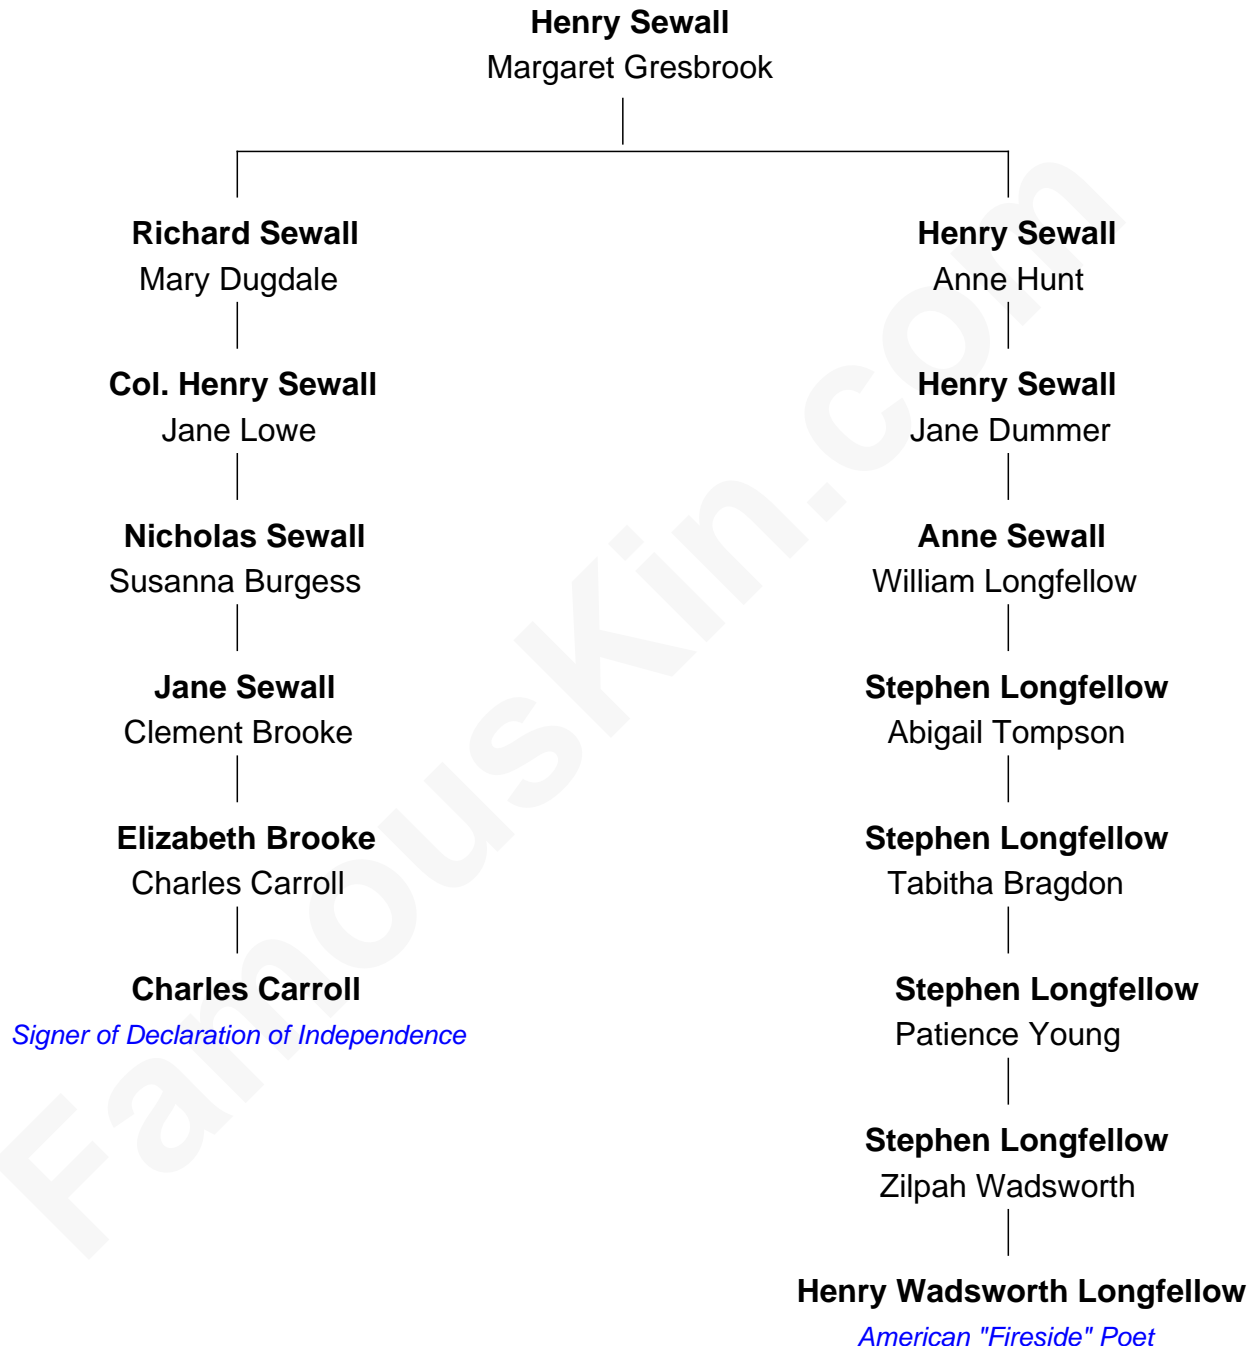 Henry Sewall
Margaret Gresbrook
Richard Sewall
Mary Dugdale
Col. Henry Sewall
Jane Lowe
Nicholas Sewall
Susanna Burgess
Jane Sewall
Clement Brooke
Elizabeth Brooke
Charles Carroll
Charles Carroll
Signer of Declaration of Independence
Henry Sewall
Anne Hunt
Henry Sewall
Jane Dummer
Anne Sewall
William Longfellow
Stephen Longfellow
Abigail Tompson
Stephen Longfellow
Tabitha Bragdon
Stephen Longfellow
Patience Young
Stephen Longfellow
Zilpah Wadsworth
Henry Wadsworth Longfellow
American "Fireside" Poet
FamousKin.com